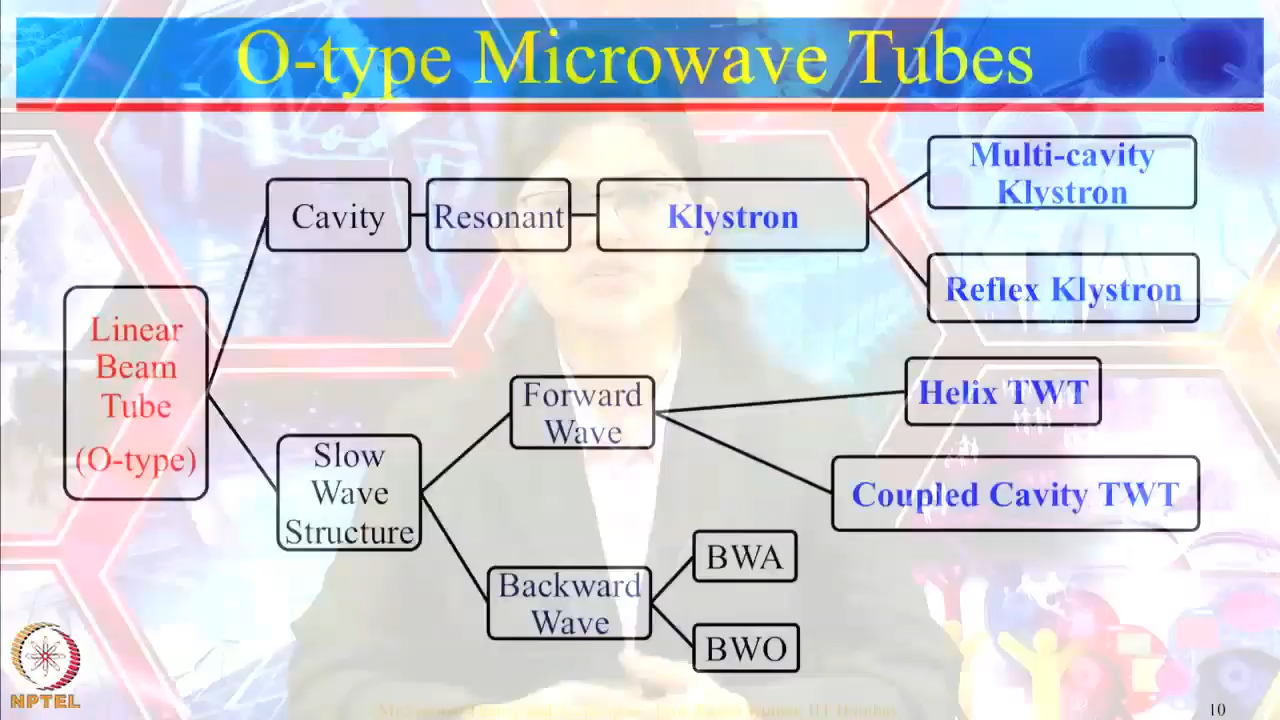 O-type Microwave Tubes
Cavity
Resonant
Klystron
Multi-cavity
Klystron
Reflex Klystron
Linear
Beam
Tube
(O-type)
Slow
Wave
Structure
Forward
Wave
Helix TWT
Coupled Cavity TWT
Backward
Wave
BWA
BWO
NPTEL
10